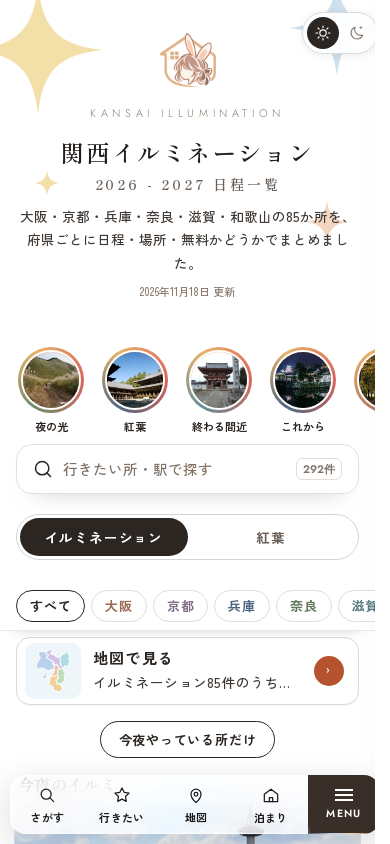 KANSAI ILLUMINATION
関西イルミネーション
2026 - 2027 日程一覧
大阪・京都・兵庫・奈良・滋賀・和歌山の85か所を、
府県ごとに日程・場所・無料かどうかでまとめまし
た。
2026年11月18日 更新
夜の光 紅葉 終わる間近 これから
行きたい所・駅で探す 292件
イルミネーション 紅葉
すべて 大阪 京都 兵庫 奈良 滋賀
地図で見る
イルミネーション85件のうち…
今夜やっている所だけ
今夜のイルミ
さがす 行きたい 地図 泊まり MENU